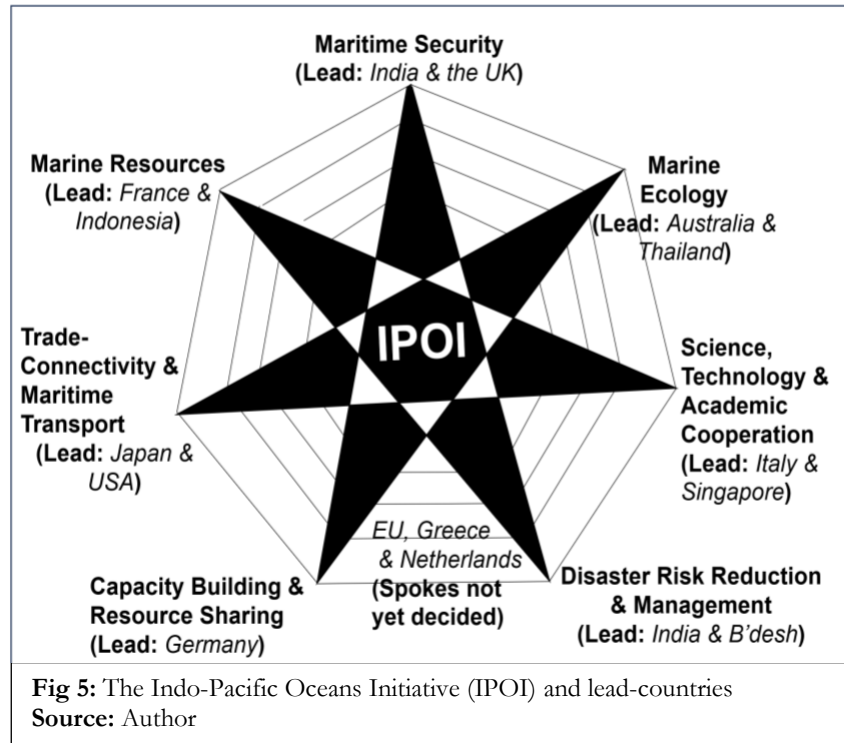 Maritime Security
(Lead: India & the UK)
Marine Resources
(Lead: France &
Indonesia)
Marine
Ecology
(Lead: Australia &
Thailand)
IPOI
Trade-
Connectivity &
Maritime
Transport
(Lead: Japan &
USA)
Science,
Technology &
Academic
Cooperation
(Lead: Italy &
Singapore)
EU, Greece
& Netherlands
(Spokes not
yet decided)
Capacity Building &
Resource Sharing
(Lead: Germany)
Disaster Risk Reduction
& Management
(Lead: India & B'desh)
Fig 5: The Indo-Pacific Oceans Initiative (IPOI) and lead-countries
Source: Author